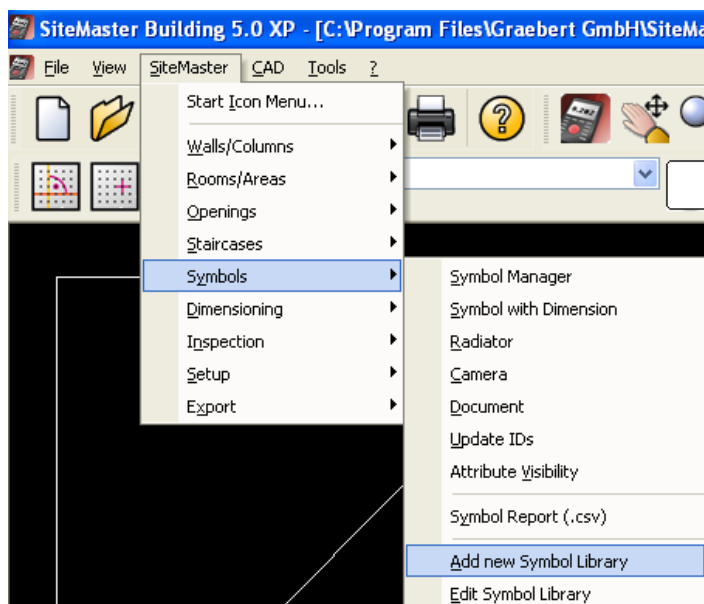 SiteMaster Building 5.0 XP - [C:\Program Files\Graebert GmbH\SiteMa
File View SiteMaster CAD Tools ?
Start Icon Menu...
Walls/Columns
Rooms/Areas
Openings
Staircases
Symbols
Dimensioning
Inspection
Setup
Export
Symbol Manager
Symbol with Dimension
Radiator
Camera
Document
Update IDs
Attribute Visibility
Symbol Report (.csv)
Add new Symbol Library
Edit Symbol Library